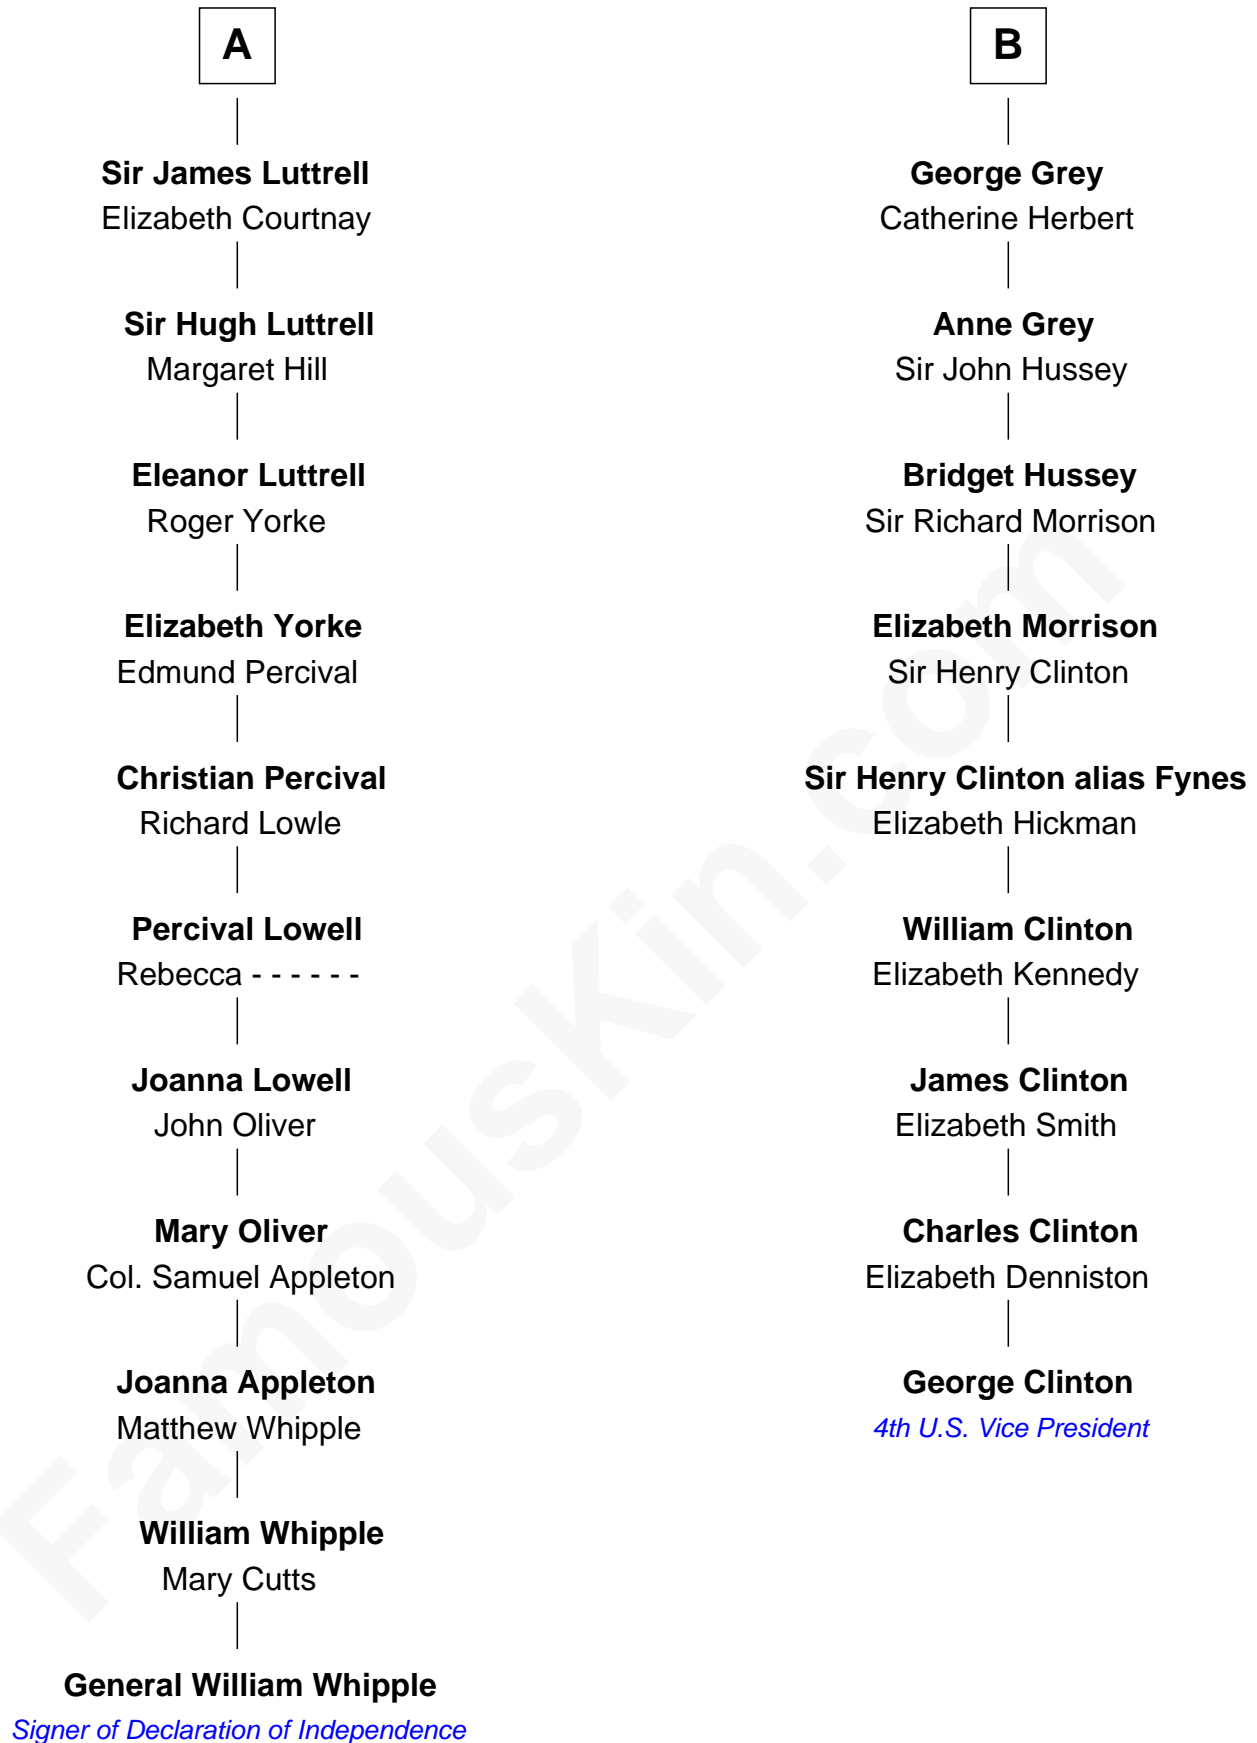 A
Sir James Luttrell
Elizabeth Courtnay
Sir Hugh Luttrell
Margaret Hill
Eleanor Luttrell
Roger Yorke
Elizabeth Yorke
Edmund Percival
Christian Percival
Richard Lowle
Percival Lowell
Rebecca - - - - - -
Joanna Lowell
John Oliver
Mary Oliver
Col. Samuel Appleton
Joanna Appleton
Matthew Whipple
William Whipple
Mary Cutts
General William Whipple
Signer of Declaration of Independence
B
George Grey
Catherine Herbert
Anne Grey
Sir John Hussey
Bridget Hussey
Sir Richard Morrison
Elizabeth Morrison
Sir Henry Clinton
Sir Henry Clinton alias Fynes
Elizabeth Hickman
William Clinton
Elizabeth Kennedy
James Clinton
Elizabeth Smith
Charles Clinton
Elizabeth Denniston
George Clinton
4th U.S. Vice President
FamousKin.com